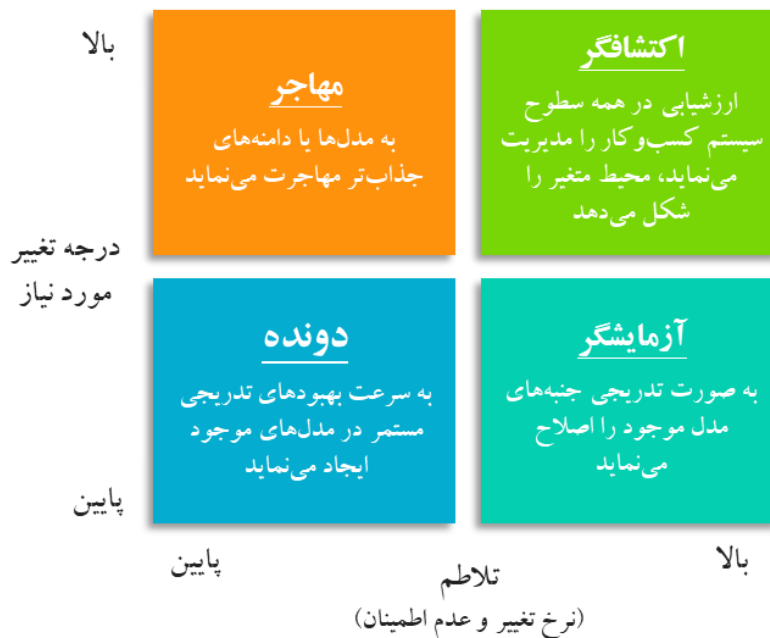 بالا
مهاجر
به مدل‌ها یا دامنه‌های
جذاب‌تر مهاجرت می‌نماید
اکتشافگر
ارزشیابی در همه سطوح
سیستم کسب‌وکار را مدیریت
می‌نماید، محیط متغیر را
شکل می‌دهد
درجه تغییر
مورد نیاز
دونده
به سرعت بهبودهای تدریجی
مستمر در مدل‌های موجود
ایجاد می‌نماید
آزمایشگر
به صورت تدریجی جنبه‌های
مدل موجود را اصلاح
می‌نماید
پایین
پایین
بالا
تلاطم
(نرخ تغییر و عدم اطمینان)